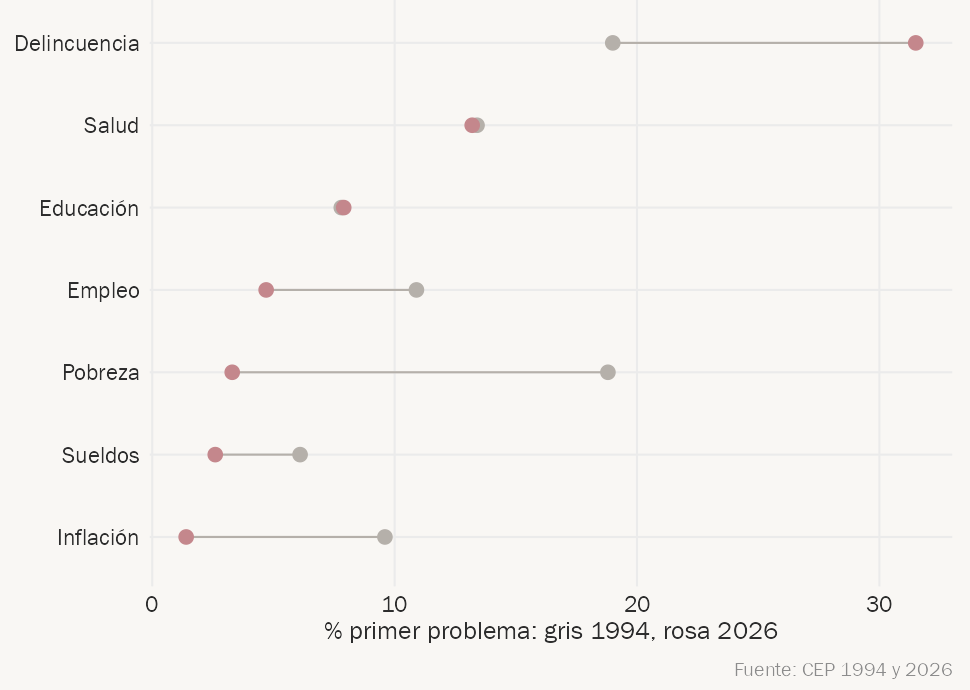 Delincuencia
Salud
Educación
Empleo
Pobreza
Sueldos
Inflación
0 10 20 30
% primer problema: gris 1994, rosa 2026
Fuente: CEP 1994 y 2026